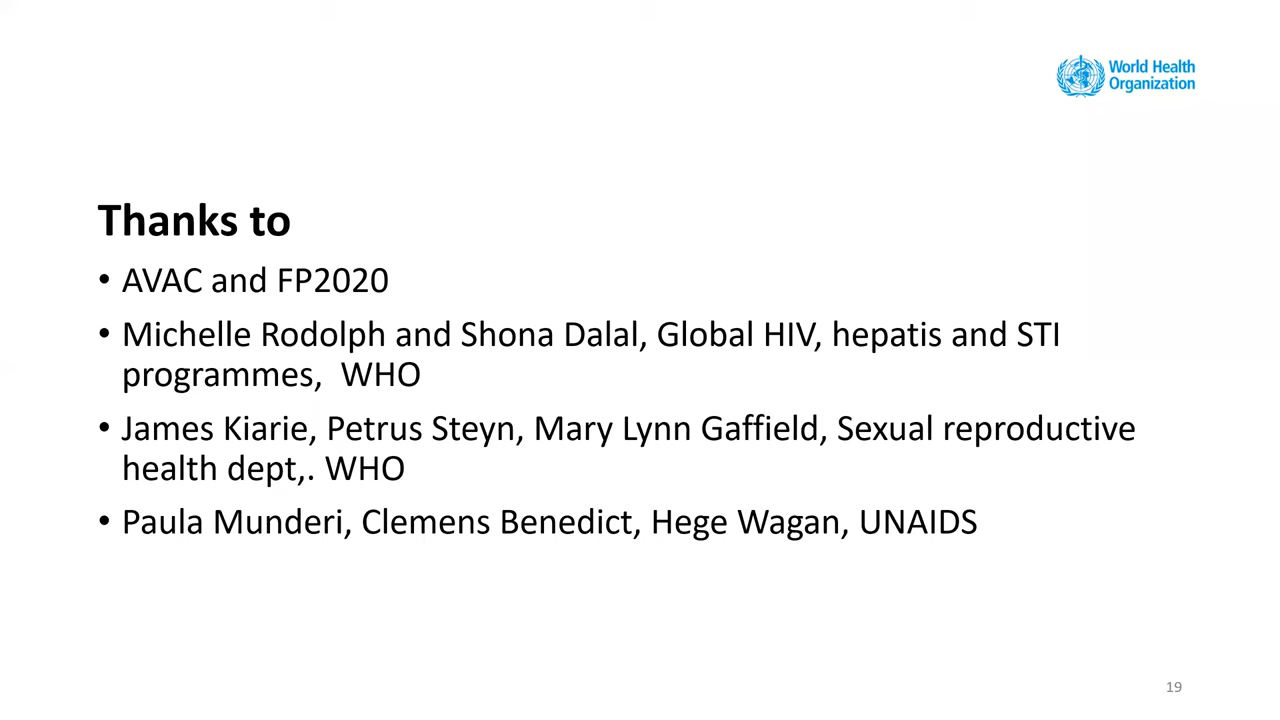 World Health
Organization
Thanks to
• AVAC and FP2020
• Michelle Rodolph and Shona Dalal, Global HIV, hepatis and STI
programmes,  WHO
• James Kiarie, Petrus Steyn, Mary Lynn Gaffield, Sexual reproductive
health dept,. WHO
• Paula Munderi, Clemens Benedict, Hege Wagan, UNAIDS
19